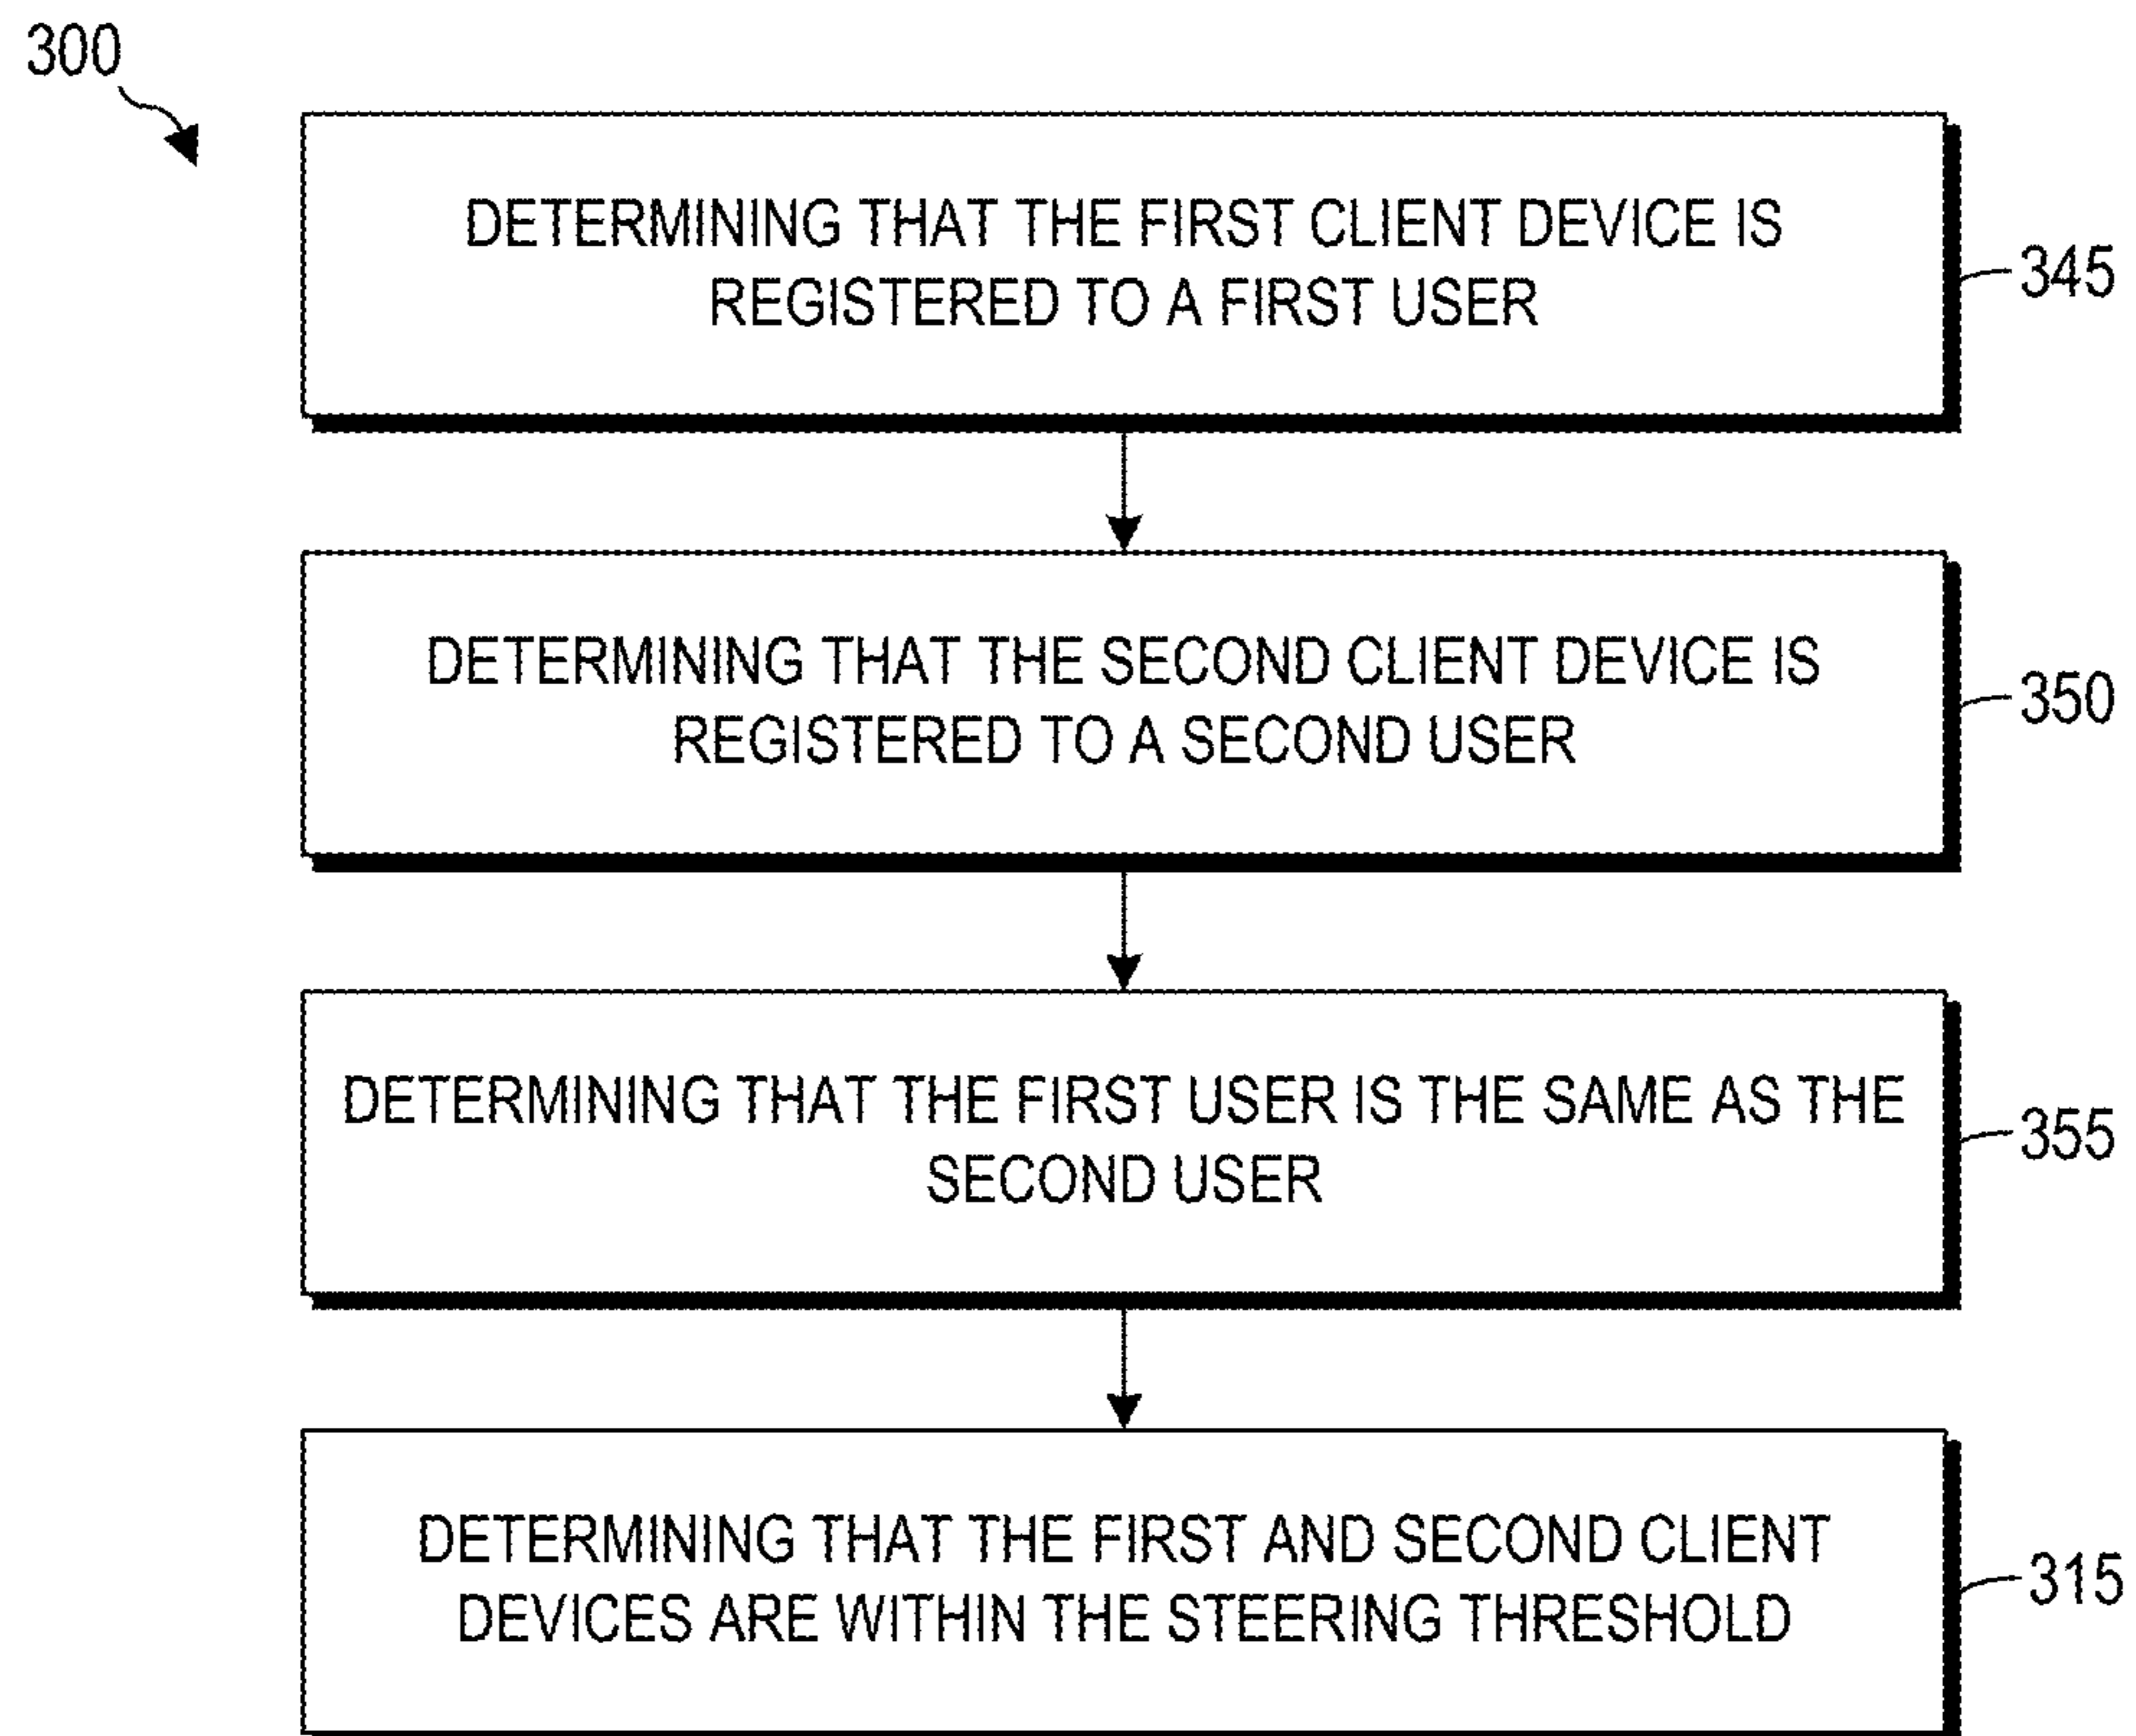 300
DETERMINING THAT THE FIRST CLIENT DEVICE IS
REGISTERED TO A FIRST USER
345
DETERMINING THAT THE SECOND CLIENT DEVICE IS
REGISTERED TO A SECOND USER
350
DETERMINING THAT THE FIRST USER IS THE SAME AS THE
SECOND USER
355
DETERMINING THAT THE FIRST AND SECOND CLIENT
DEVICES ARE WITHIN THE STEERING THRESHOLD
315